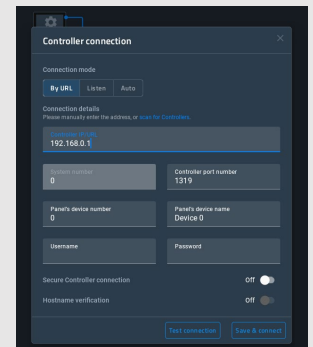 Controller connection
Connection mode
By URL Listen Auto
Connection details
Please manually enter the address, or scan for Controllers.
Controller IP/URL
192.168.0.1
System number Controller port number
0 1319
Panel's device number Panel's device name
0 Device 0
Username Password
Secure Controller connection Off
Hostname verification Off
Test connection Save & connect